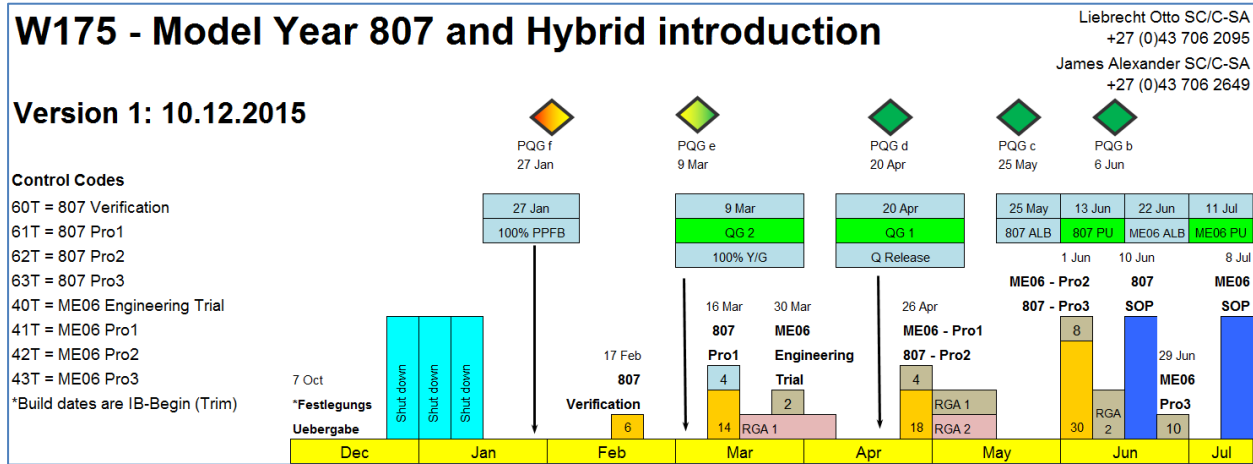 W175 - Model Year 807 and Hybrid introduction
Liebrecht Otto SC/C-SA
+27 (0)43 706 2095
James Alexander SC/C-SA
+27 (0)43 706 2649
Version 1: 10.12.2015
PQG f
27 Jan
PQG e
9 Mar
PQG d
20 Apr
PQG c
25 May
PQG b
6 Jun
Control Codes
60T = 807 Verification
61T = 807 Pro1
62T = 807 Pro2
63T = 807 Pro3
40T = ME06 Engineering Trial
41T = ME06 Pro1
42T = ME06 Pro2
43T = ME06 Pro3
*Build dates are IB-Begin (Trim)
27 Jan
100% PPFB
9 Mar
QG 2
100% Y/G
20 Apr
QG 1
Q Release
25 May
807 ALB
13 Jun
807 PU
22 Jun
ME06 ALB
11 Jul
ME06 PU
7 Oct
*Festlegungs
Uebergabe
Shut down
Shut down
Shut down
17 Feb
807
Verification
6
16 Mar
807
Pro1
4
14
30 Mar
ME06
Engineering
Trial
2
RGA 1
26 Apr
ME06 - Pro1
807 - Pro2
4
18
RGA 1
RGA 2
1 Jun
ME06 - Pro2
807 - Pro3
8
30
RGA
2
10 Jun
807
SOP
29 Jun
ME06
Pro3
10
8 Jul
ME06
SOP
Dec
Jan
Feb
Mar
Apr
May
Jun
Jul